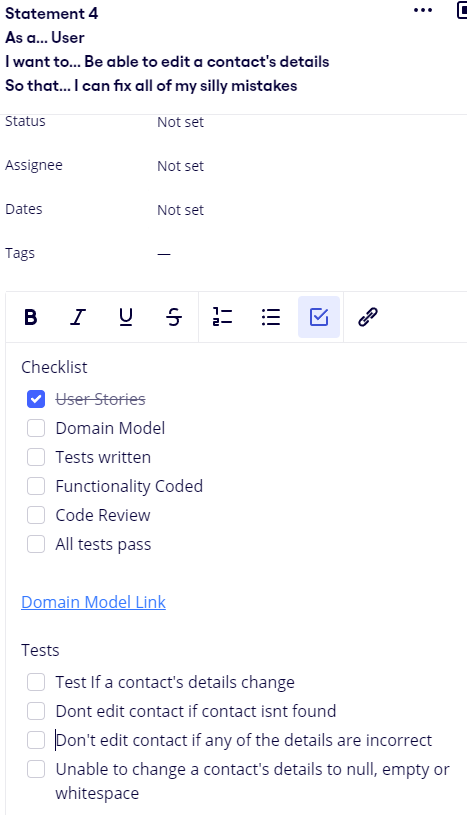 Statement 4
As a... User
I want to... Be able to edit a contact's details
So that... I can fix all of my silly mistakes
Status Not set
Assignee Not set
Dates Not set
Tags —
B I U S
Checklist
User Stories
Domain Model
Tests written
Functionality Coded
Code Review
All tests pass
Domain Model Link
Tests
Test If a contact's details change
Dont edit contact if contact isnt found
Don't edit contact if any of the details are incorrect
Unable to change a contact's details to null, empty or
whitespace